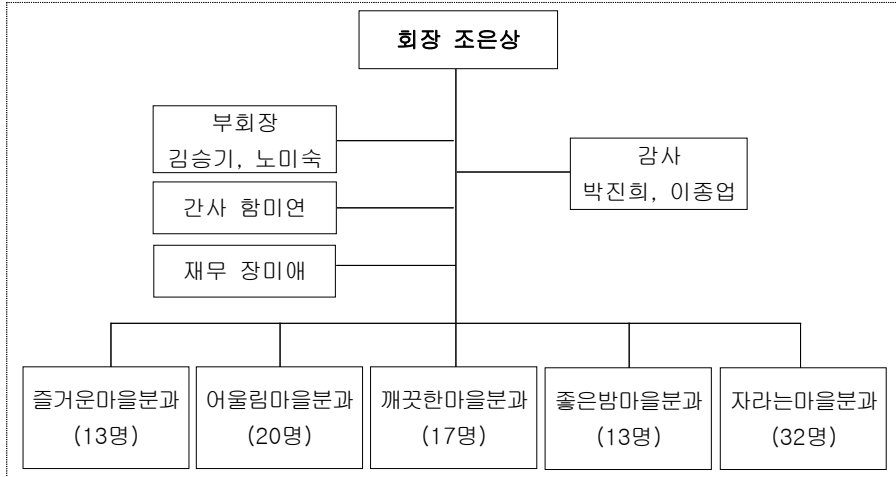 회장 조은상
부회장
김승기, 노미숙
감사
박진희, 이종업
간사 함미연
재무 장미애
즐거운마을분과
(13명)
어울림마을분과
(20명)
깨끗한마을분과
(17명)
좋은밤마을분과
(13명)
자라는마을분과
(32명)